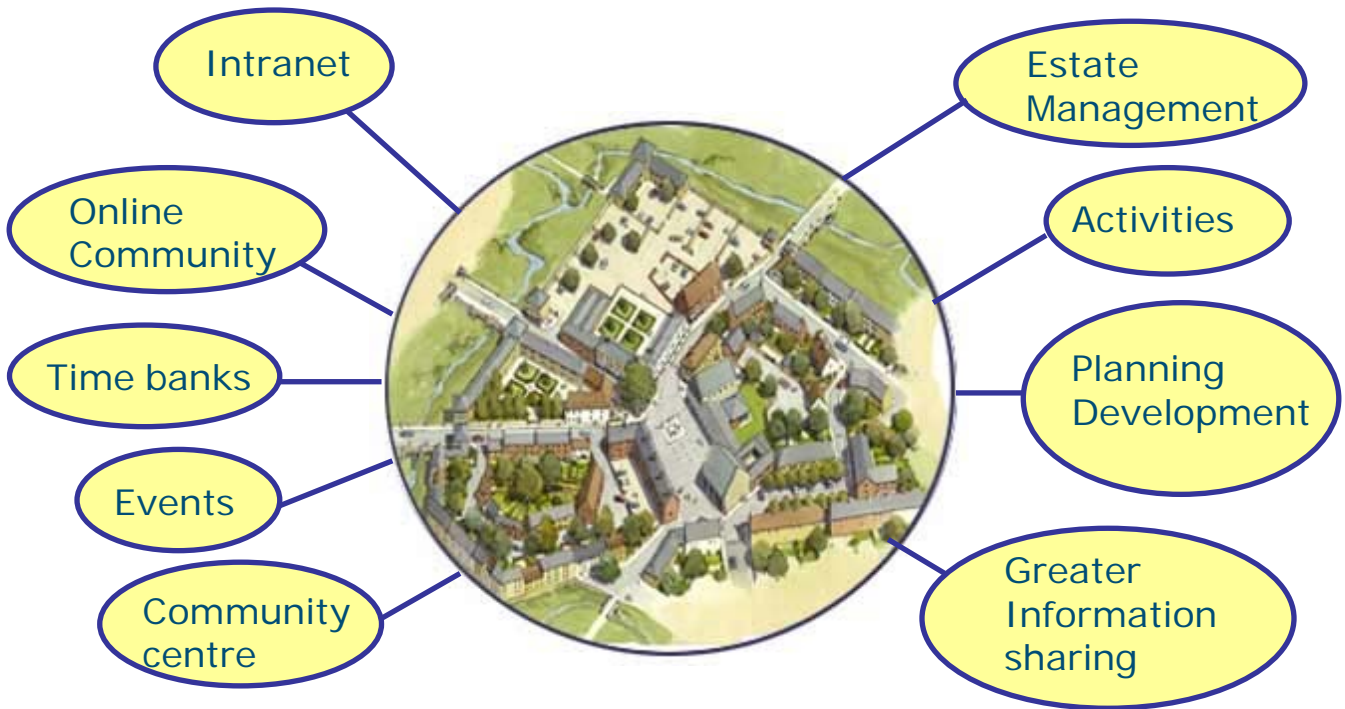 Intranet
Online
Community
Time banks
Events
Community
centre
Estate
Management
Activities
Planning
Development
Greater
Information
sharing